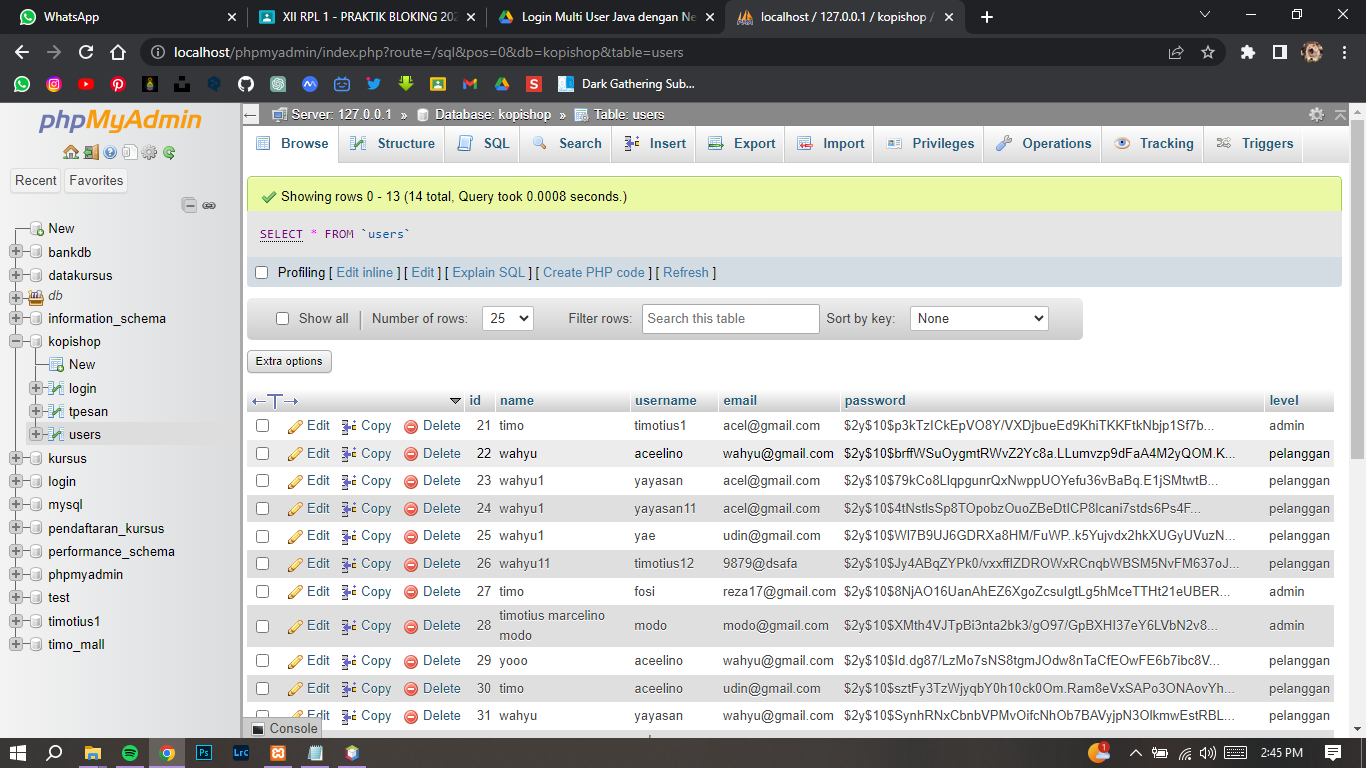 WhatsApp
XII RPL 1 - PRAKTIK BLOKING 202
Login Multi User Java dengan Ne
localhost / 127.0.0.1 / kopishop /
localhost/phpmyadmin/index.php?route=/sql&pos=0&db=kopishop&table=users
Dark Gathering Sub...
phpMyAdmin
Recent Favorites
New
bankdb
datakursus
db
information_schema
kopishop
New
login
tpesan
users
kursus
login
mysql
pendaftaran_kursus
performance_schema
phpmyadmin
test
timotius1
timo_mall
Server: 127.0.0.1 » Database: kopishop » Table: users
Browse Structure SQL Search Insert Export Import Privileges Operations Tracking Triggers
Showing rows 0 - 13 (14 total, Query took 0.0008 seconds.)
SELECT * FROM `users`
Profiling [ Edit inline ] [ Edit ] [ Explain SQL ] [ Create PHP code ] [ Refresh ]
Show all Number of rows: 25 Filter rows: Search this table Sort by key: None
Extra options
id name username email password level
Edit Copy Delete 21 timo timotius1 acel@gmail.com $2y$10$p3kTzICkEpVO8Y/VXDjbueEd9KhiTKKFtkNbjp1Sf7b... admin
Edit Copy Delete 22 wahyu aceelino wahyu@gmail.com $2y$10$brffWSuOygmtRWvZ2Yc8a.LLumvzp9dFaA4M2yQOM.K... pelanggan
Edit Copy Delete 23 wahyu1 yayasan acel@gmail.com $2y$10$79kCo8LlqpgunrQxNwppUOYefu36vBaBq.E1jSMtwtB... pelanggan
Edit Copy Delete 24 wahyu1 yayasan11 acel@gmail.com $2y$10$4tNstlsSp8TOpobzOuoZBeDtICP8lcani7stds6Ps4F... pelanggan
Edit Copy Delete 25 wahyu1 yae udin@gmail.com $2y$10$Wl7B9UJ6GDRXa8HM/FuWP..k5Yujvdx2hkXUGyUVuzN... pelanggan
Edit Copy Delete 26 wahyu11 timotius12 9879@dsafa $2y$10$Jy4ABqZYPk0/vxxfflZDROWxRCnqbWBSM5NvFM637oJ... pelanggan
Edit Copy Delete 27 timo fosi reza17@gmail.com $2y$10$8NjAO16UanAhEZ6XgoZcsuIgtLg5hMceTTHt21eUBER... admin
Edit Copy Delete 28 timotius marcelino modo modo modo@gmail.com $2y$10$XMth4VJTpBi3nta2bk3/gO97/GpBXHI37eY6LVbN2v8... admin
Edit Copy Delete 29 yooo aceelino wahyu@gmail.com $2y$10$Id.dg87/LzMo7sNS8tgmJOdw8nTaCfEOwFE6b7ibc8V... pelanggan
Edit Copy Delete 30 timo aceelino udin@gmail.com $2y$10$sztFy3TzWjyqbY0h10ck0Om.Ram8eVxSAPo3ONAovYh... pelanggan
Edit Copy Delete 31 wahyu yayasan wahyu@gmail.com $2y$10$SynhRNxCbnbVPMvOifcNhOb7BAVyjpN3OlkmwEstRBL... pelanggan
Console
2:45 PM